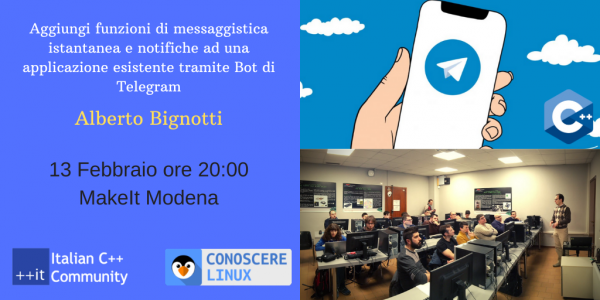 Aggiungi funzioni di messaggistica
istantanea e notifiche ad una
applicazione esistente tramite Bot di
Telegram
Alberto Bignotti
13 Febbraio ore 20:00
MakeIt Modena
++it
Italian C++
Community
CONOSCERE
LINUX
C++